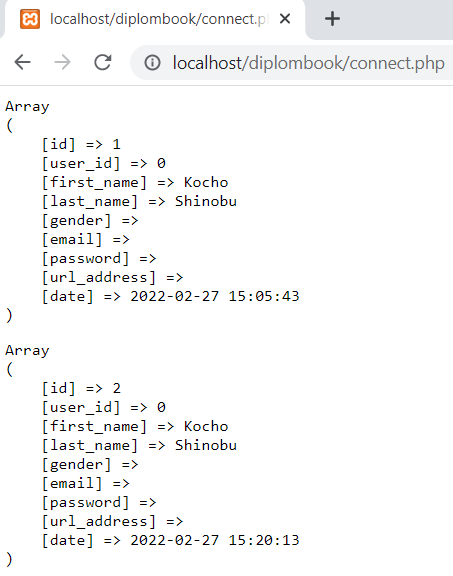 localhost/diplombook/connect.p
localhost/diplombook/connect.php
Array
(
    [id] => 1
    [user_id] => 0
    [first_name] => Kocho
    [last_name] => Shinobu
    [gender] =>
    [email] =>
    [password] =>
    [url_address] =>
    [date] => 2022-02-27 15:05:43
)
Array
(
    [id] => 2
    [user_id] => 0
    [first_name] => Kocho
    [last_name] => Shinobu
    [gender] =>
    [email] =>
    [password] =>
    [url_address] =>
    [date] => 2022-02-27 15:20:13
)